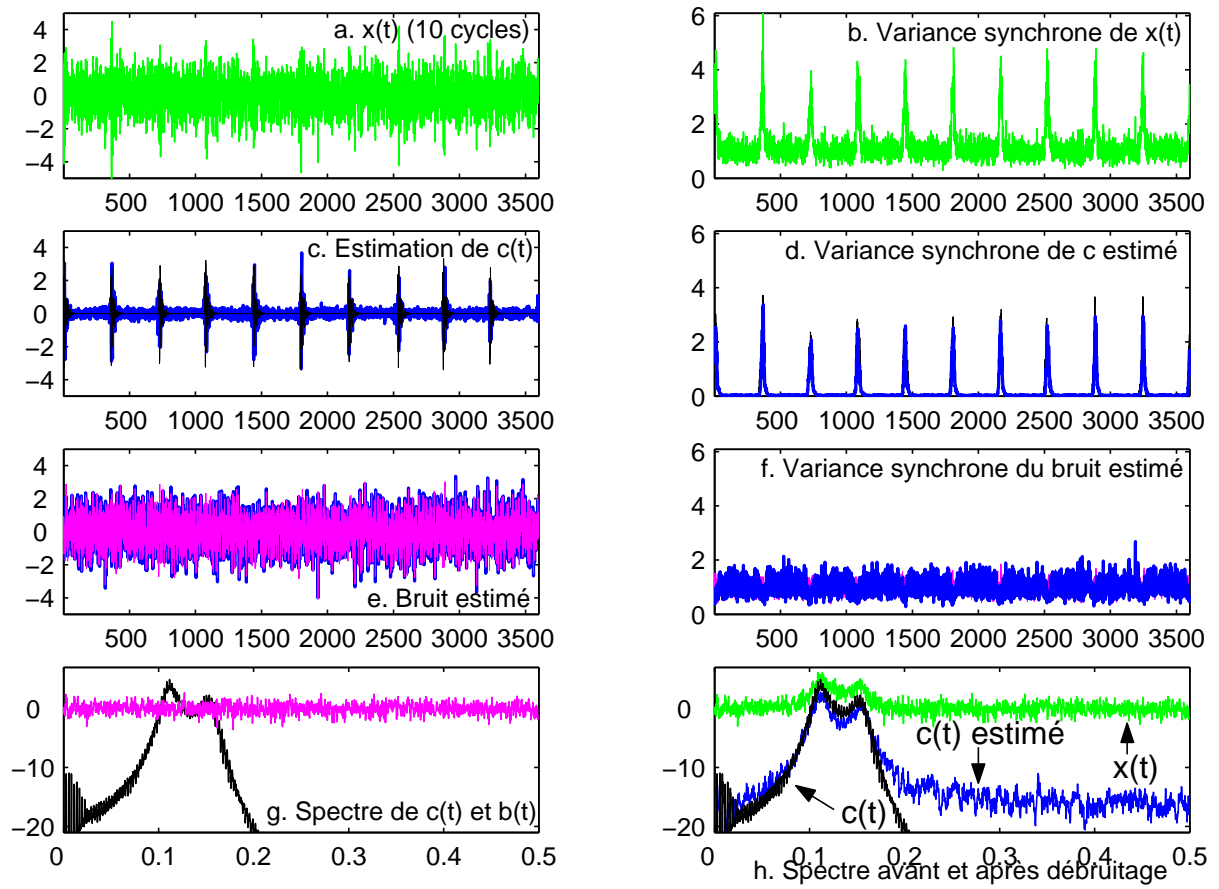 a. x(t) (10 cycles)
4
2
0
−2
−4
500 1000 1500 2000 2500 3000 3500
b. Variance synchrone de x(t)
6
4
2
0
500 1000 1500 2000 2500 3000 3500
c. Estimation de c(t)
4
2
0
−2
−4
500 1000 1500 2000 2500 3000 3500
d. Variance synchrone de c estimé
6
4
2
0
500 1000 1500 2000 2500 3000 3500
4
2
0
−2
−4
e. Bruit estimé
500 1000 1500 2000 2500 3000 3500
f. Variance synchrone du bruit estimé
6
4
2
0
500 1000 1500 2000 2500 3000 3500
0
−10
−20
g. Spectre de c(t) et b(t)
0 0.1 0.2 0.3 0.4 0.5
0
−10
−20
c(t) estimé
x(t)
c(t)
0 0.1 0.2 0.3 0.4 0.5
h. Spectre avant et après débruitage